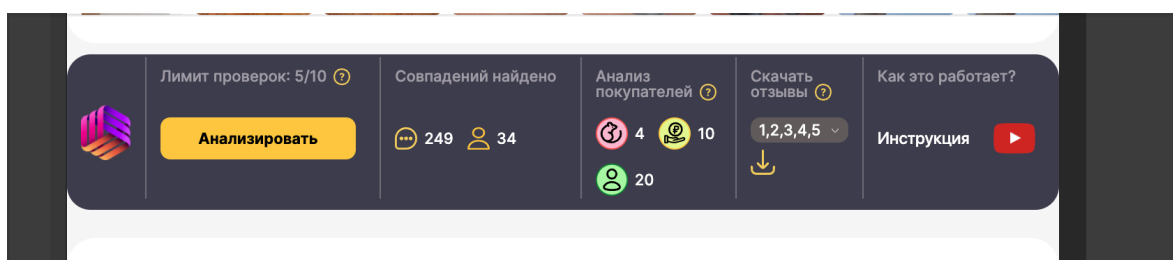 Лимит проверок: 5/10 ?
Анализировать
Совпадений найдено
249 34
Анализ
покупателей ?
4 ₽ 10
20
Скачать
отзывы ?
1,2,3,4,5
Как это работает?
Инструкция